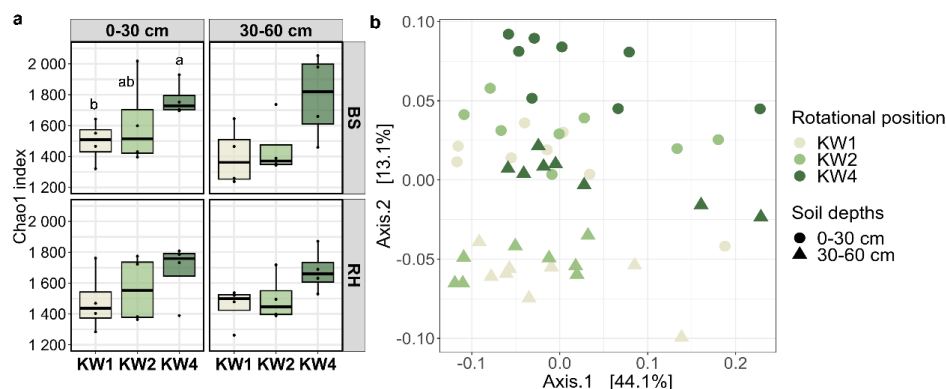 a
0-30 cm
30-60 cm
Chao1 index
2 000
1 800
1 600
1 400
1 200
b
ab
a
BS
1 800
1 600
1 400
1 200
RH
KW1 KW2 KW4 KW1 KW2 KW4
b
Axis.2 [13.1%]
0.10
0.05
0.00
-0.05
-0.10
-0.1 0.0 0.1 0.2
Axis.1 [44.1%]
Rotational position
KW1
KW2
KW4
Soil depths
0-30 cm
30-60 cm